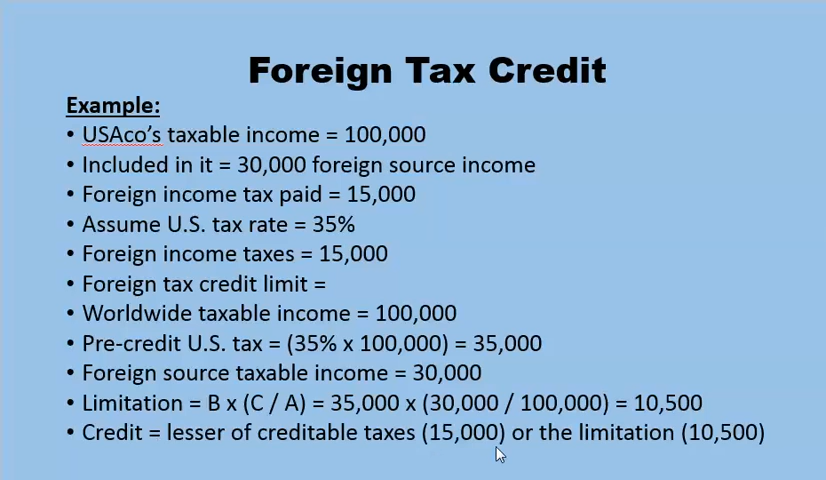 Foreign Tax Credit
Example:
• USAco's taxable income = 100,000
• Included in it = 30,000 foreign source income
• Foreign income tax paid = 15,000
• Assume U.S. tax rate = 35%
• Foreign income taxes = 15,000
• Foreign tax credit limit =
• Worldwide taxable income = 100,000
• Pre-credit U.S. tax = (35% x 100,000) = 35,000
• Foreign source taxable income = 30,000
• Limitation = B x (C / A) = 35,000 x (30,000 / 100,000) = 10,500
• Credit = lesser of creditable taxes (15,000) or the limitation (10,500)